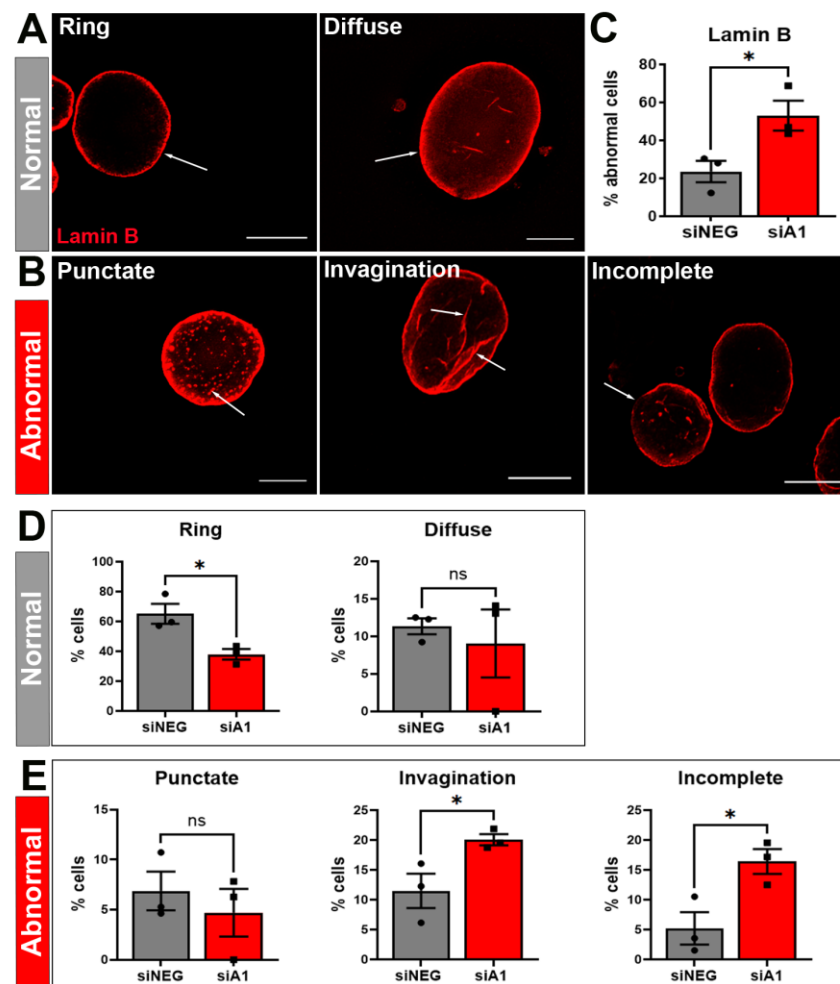 A
Normal
Ring
Lamin B
Diffuse
C
Lamin B
% abnormal cells
80
60
40
20
0
*
siNEG
siA1
B
Abnormal
Punctate
Invagination
Incomplete
D
Normal
Ring
% cells
100
80
60
40
20
0
*
siNEG
siA1
Diffuse
% cells
20
15
10
5
0
ns
siNEG
siA1
E
Abnormal
Punctate
% cells
15
10
5
0
ns
siNEG
siA1
Invagination
% cells
25
20
15
10
5
0
*
siNEG
siA1
Incomplete
% cells
25
20
15
10
5
0
*
siNEG
siA1